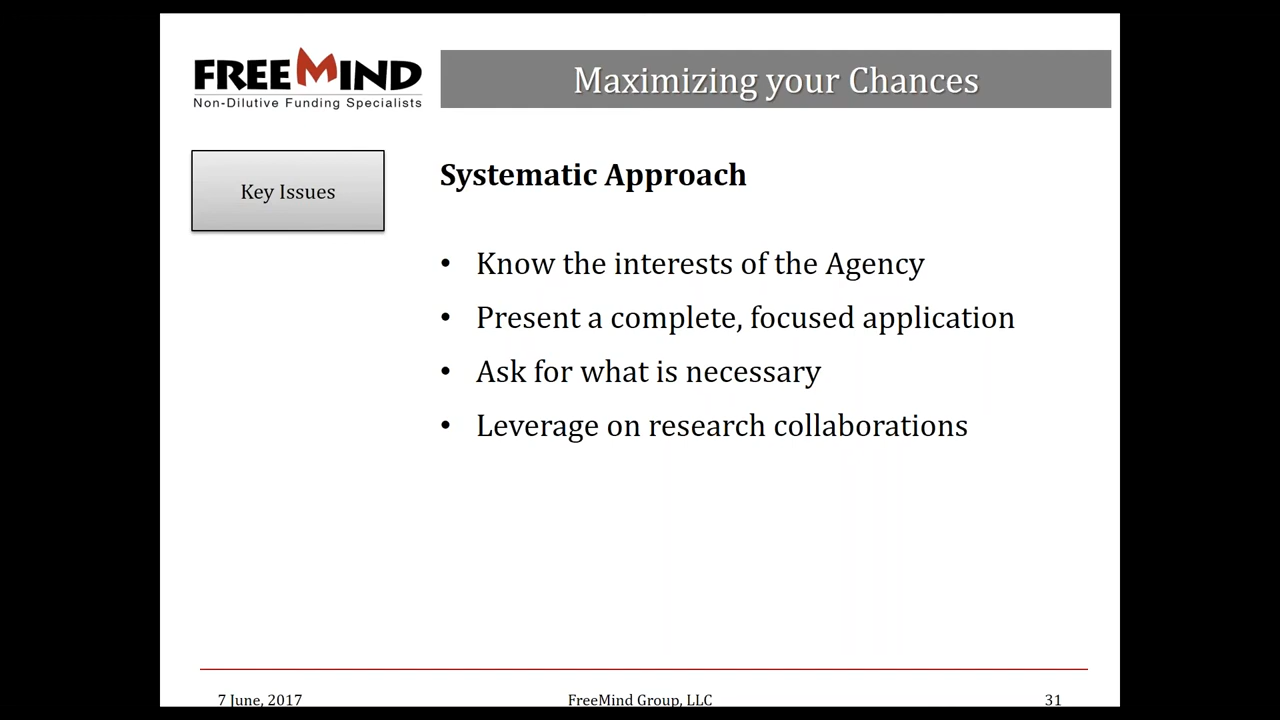 FREEMIND
Non-Dilutive Funding Specialists
Maximizing your Chances
Key Issues
Systematic Approach
• Know the interests of the Agency
• Present a complete, focused application
• Ask for what is necessary
• Leverage on research collaborations
7 June, 2017
FreeMind Group, LLC
31